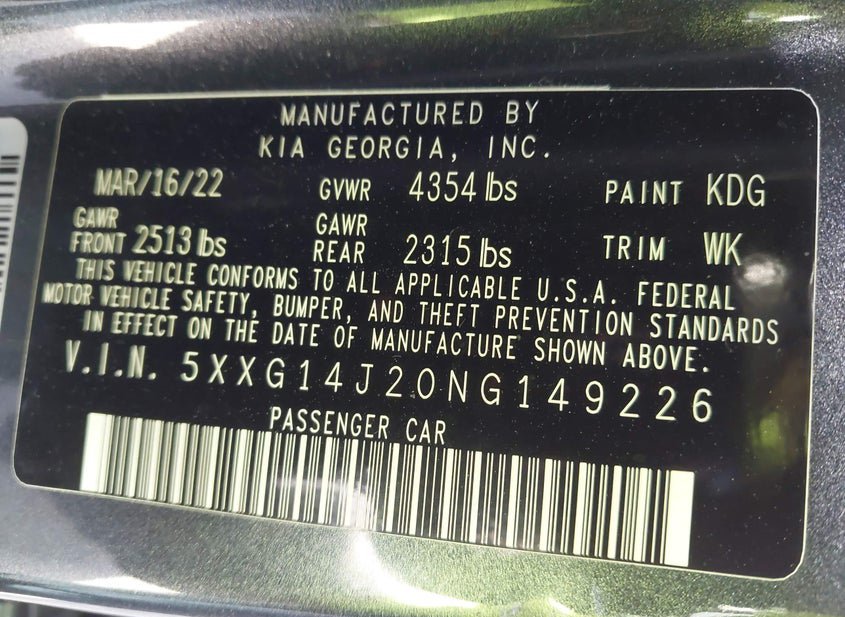 MANUFACTURED BY
KIA GEORGIA, INC.
MAR/16/22 GVWR 4354 lbs PAINT KDG
GAWR FRONT 2513 lbs GAWR REAR 2315 lbs TRIM WK
THIS VEHICLE CONFORMS TO ALL APPLICABLE U.S.A. FEDERAL
MOTOR VEHICLE SAFETY, BUMPER, AND THEFT PREVENTION STANDARDS
IN EFFECT ON THE DATE OF MANUFACTURE SHOWN ABOVE.
V.I.N. 5XXG14J20NG149226
PASSENGER CAR